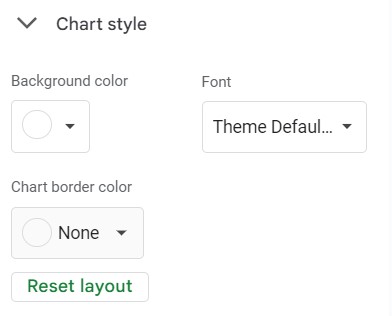 Chart style
Background color
Font
Theme Defaul...
Chart border color
None
Reset layout